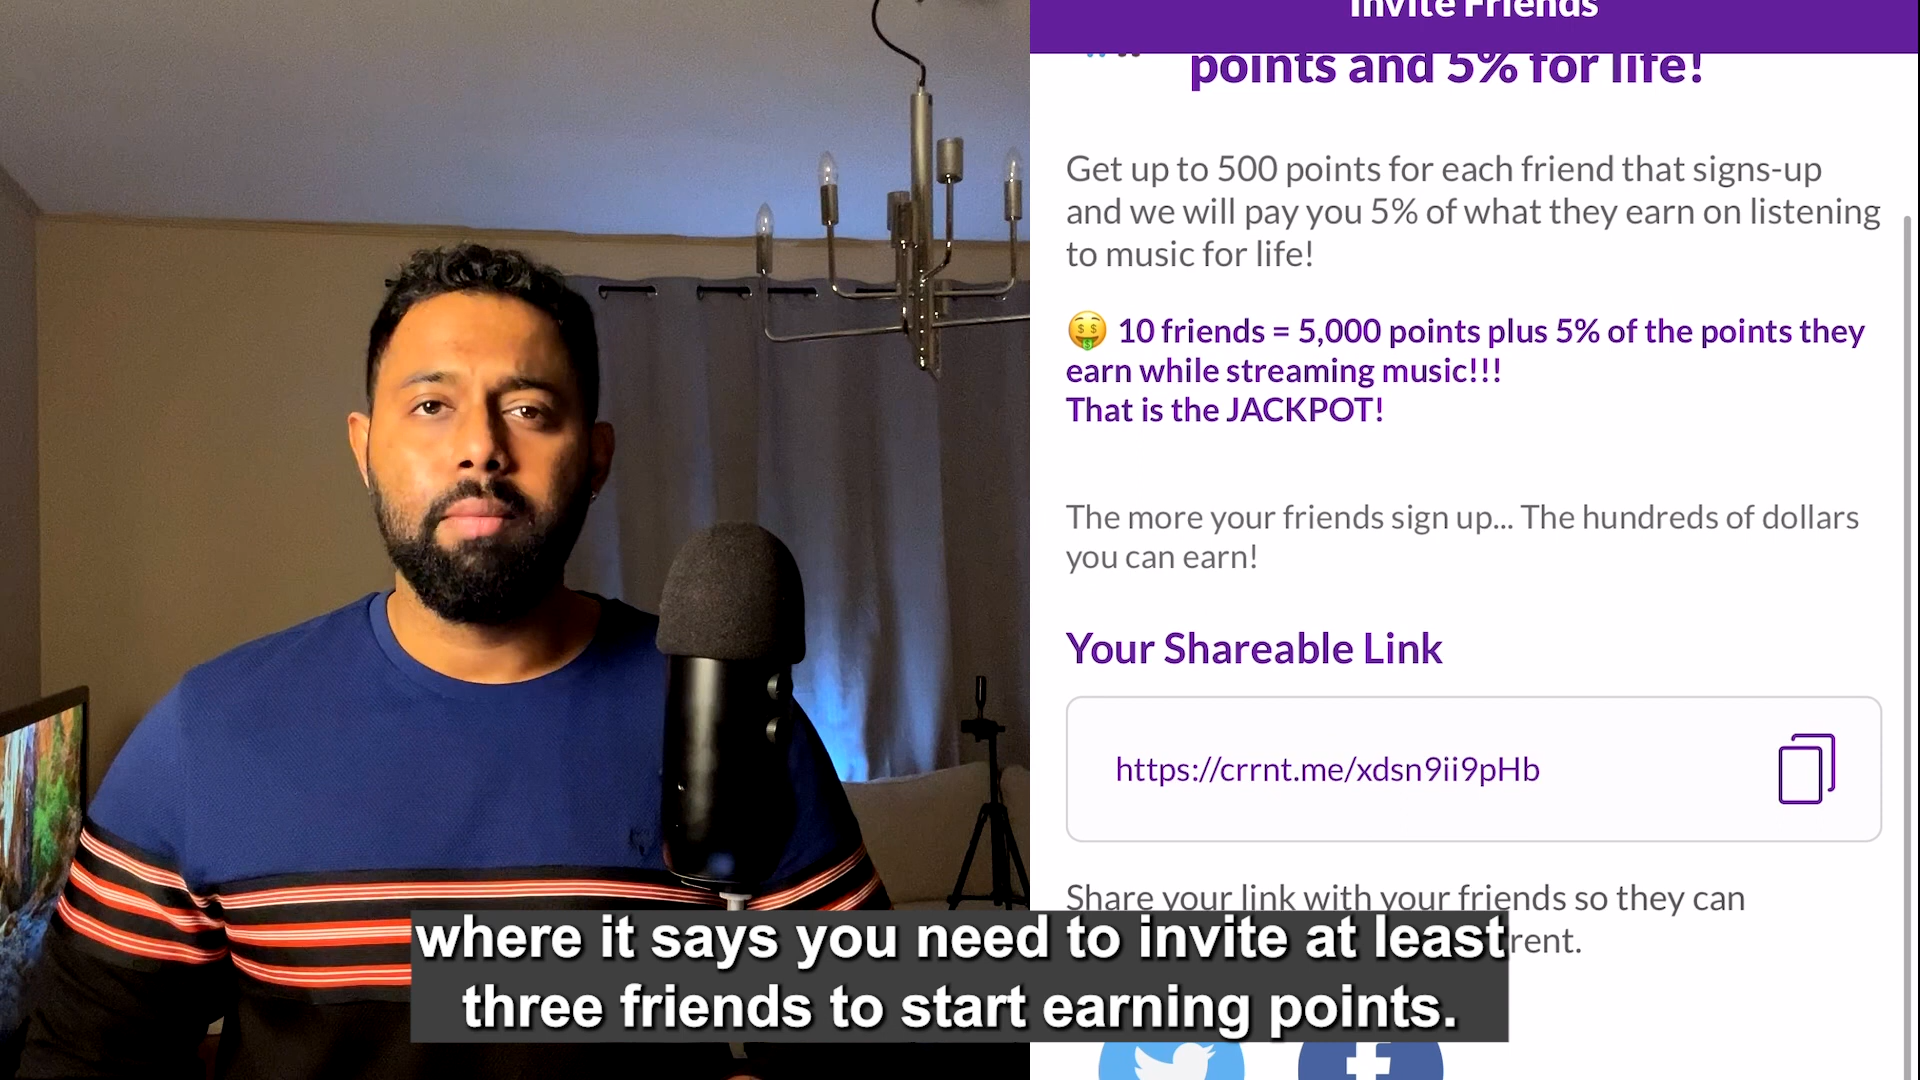 Invite Friends
points and 5% for life!
Get up to 500 points for each friend that signs-up
and we will pay you 5% of what they earn on listening
to music for life!
🤑 10 friends = 5,000 points plus 5% of the points they
earn while streaming music!!!
That is the JACKPOT!
The more your friends sign up... The hundreds of dollars
you can earn!
Your Shareable Link
https://crrnt.me/xdsn9ii9pHb
Share your link with your friends so they can
rent.
where it says you need to invite at least
three friends to start earning points.